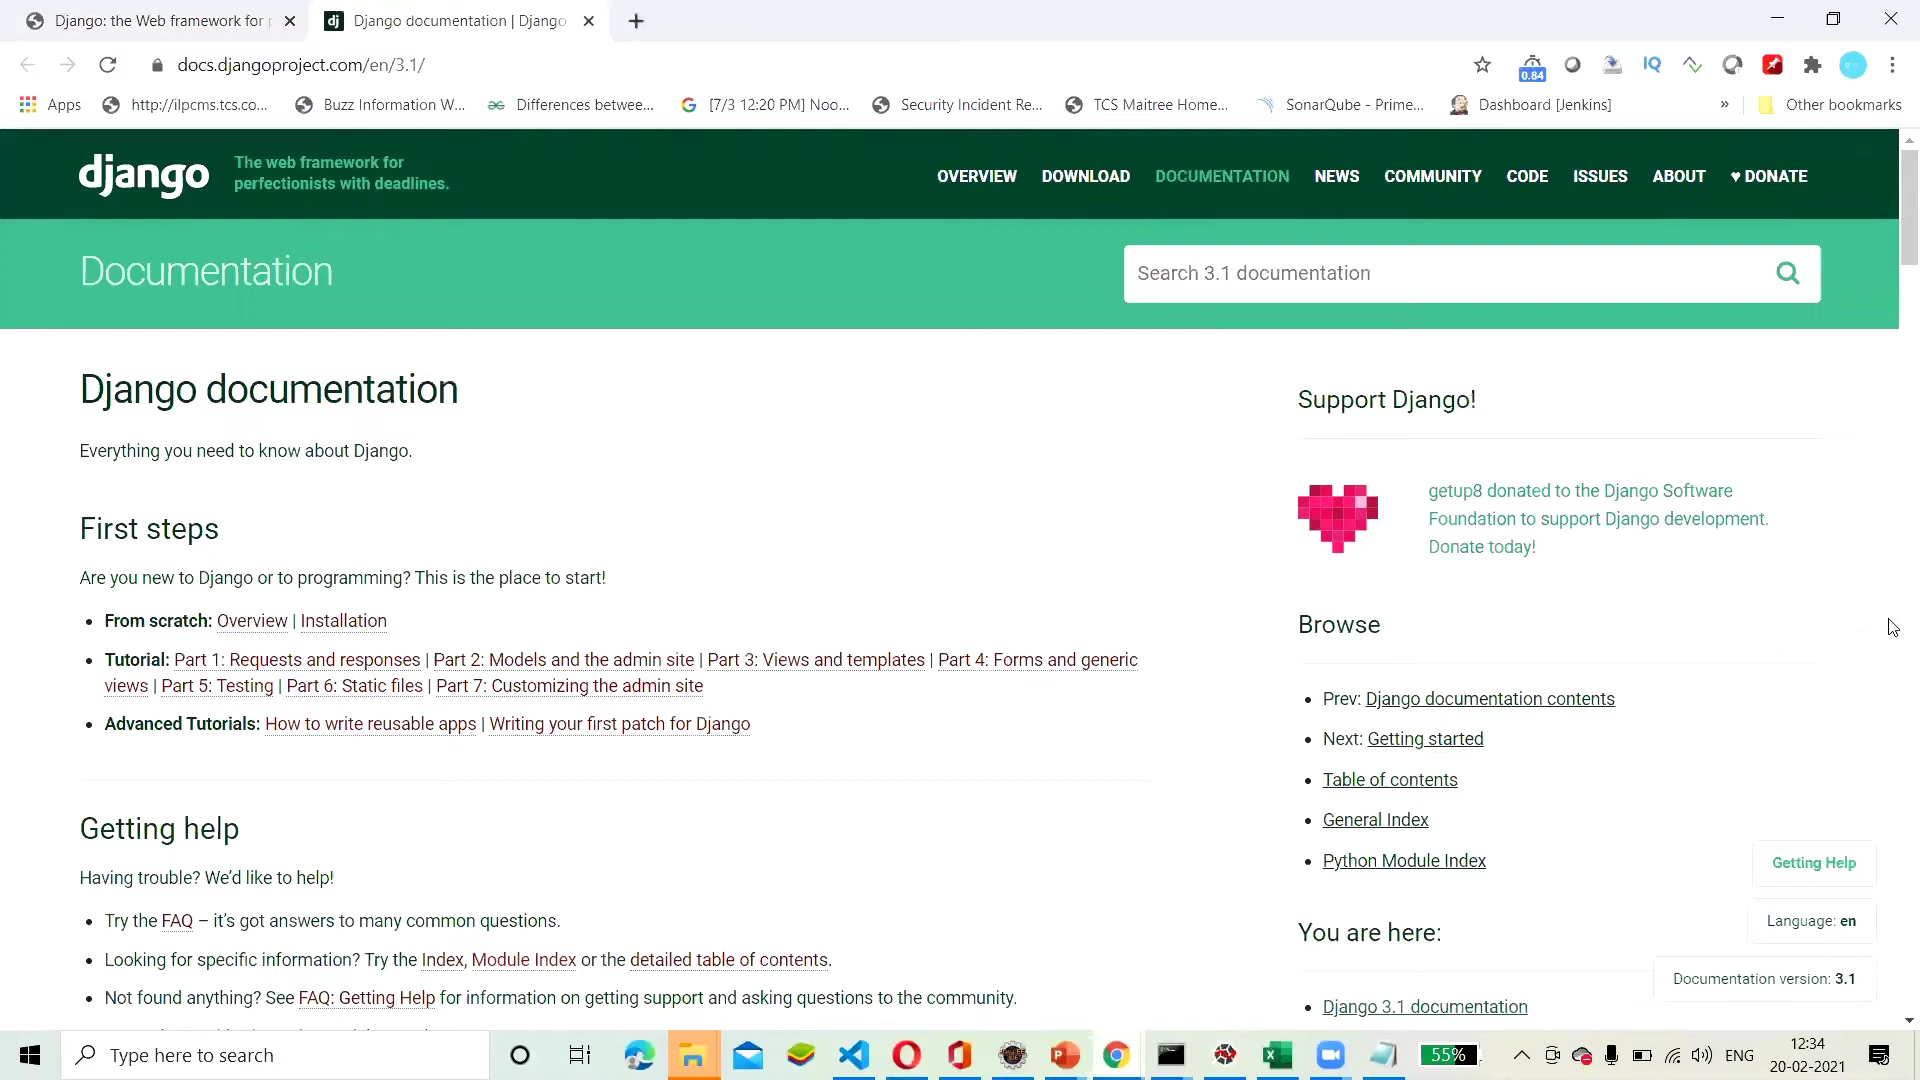 Django: the Web framework for p
Django documentation | Django
docs.djangoproject.com/en/3.1/
0.84
IQ
Apps
http://ilpcms.tcs.co...
Buzz Information W...
Differences betwee...
[7/3 12:20 PM] Noo...
Security Incident Re...
TCS Maitree Home...
SonarQube - Prime...
Dashboard [Jenkins]
»
Other bookmarks
django
The web framework for
perfectionists with deadlines.
OVERVIEW DOWNLOAD DOCUMENTATION NEWS COMMUNITY CODE ISSUES ABOUT ♥ DONATE
Documentation
Search 3.1 documentation
Django documentation
Everything you need to know about Django.
First steps
Are you new to Django or to programming? This is the place to start!
• From scratch: Overview | Installation
• Tutorial: Part 1: Requests and responses | Part 2: Models and the admin site | Part 3: Views and templates | Part 4: Forms and generic
views | Part 5: Testing | Part 6: Static files | Part 7: Customizing the admin site
• Advanced Tutorials: How to write reusable apps | Writing your first patch for Django
Getting help
Having trouble? We’d like to help!
• Try the FAQ – it’s got answers to many common questions.
• Looking for specific information? Try the Index, Module Index or the detailed table of contents.
• Not found anything? See FAQ: Getting Help for information on getting support and asking questions to the community.
Support Django!
getup8 donated to the Django Software
Foundation to support Django development.
Donate today!
Browse
• Prev: Django documentation contents
• Next: Getting started
• Table of contents
• General Index
• Python Module Index
You are here:
• Django 3.1 documentation
Getting Help
Language: en
Documentation version: 3.1
Type here to search
55%
ENG
12:34
20-02-2021